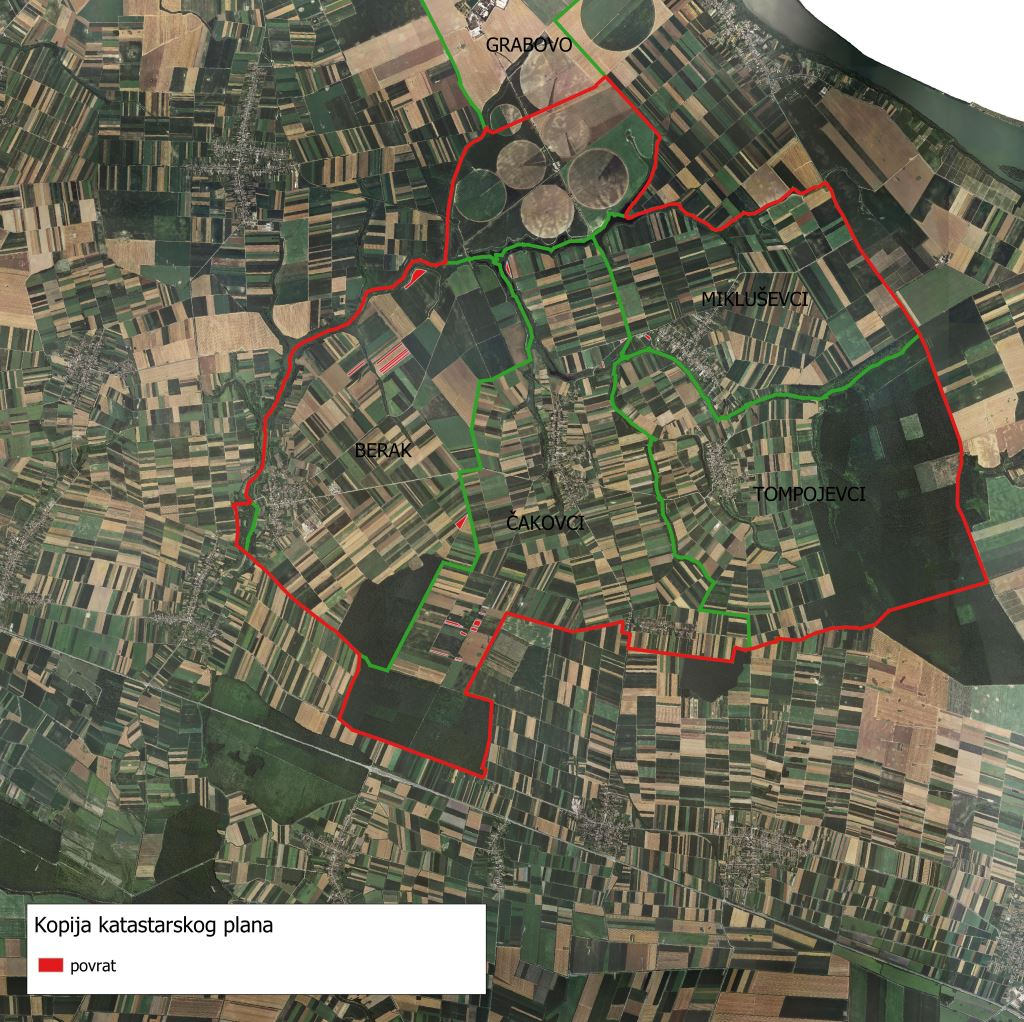 GRABOVO
MIKLUŠEVCI
BERAK
TOMPOJEVCI
ČAKOVCI
Kopija katastarskog plana
povrat